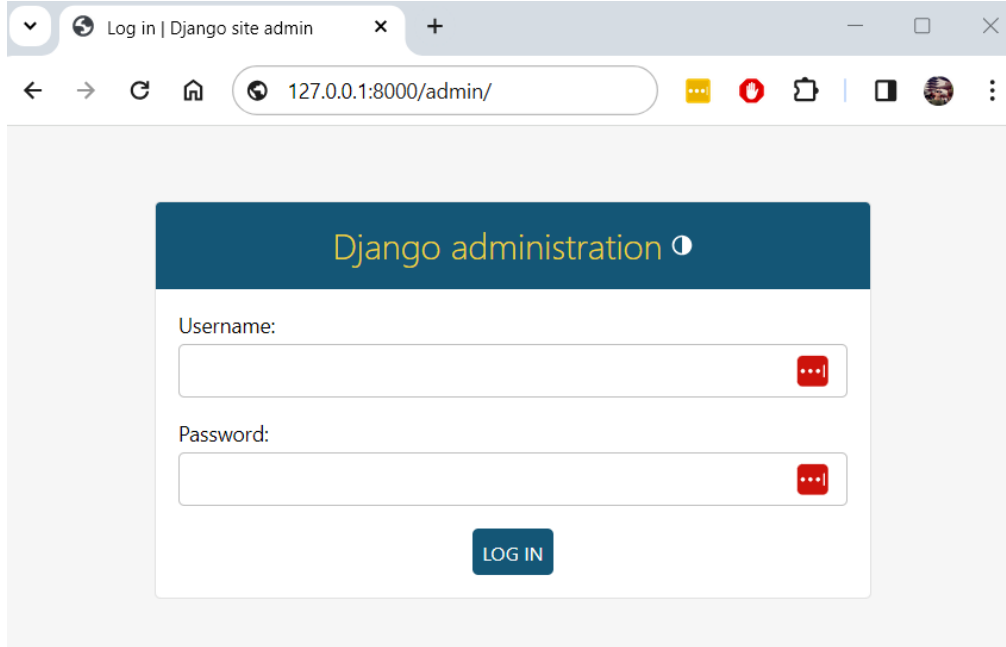 Log in | Django site admin
127.0.0.1:8000/admin/
Django administration
Username:
Password:
LOG IN